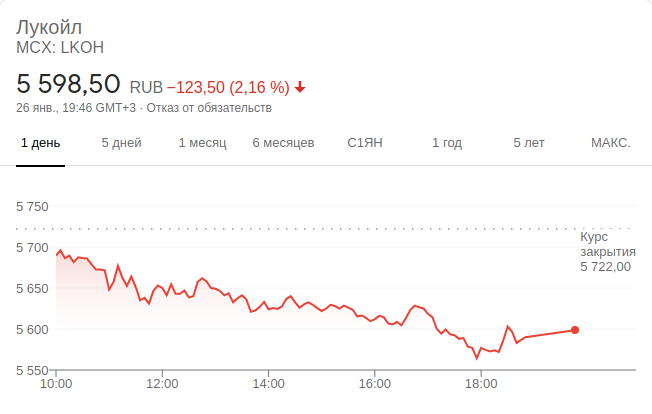 Лукойл
MCX: LKOH
5 598,50 RUB −123,50 (2,16 %)
26 янв., 19:46 GMT+3 · Отказ от обязательств
1 день 5 дней 1 месяц 6 месяцев С1ЯН 1 год 5 лет МАКС.
5 750
Курс
закрытия
5 722,00
5 700
5 650
5 600
5 550
10:00 12:00 14:00 16:00 18:00